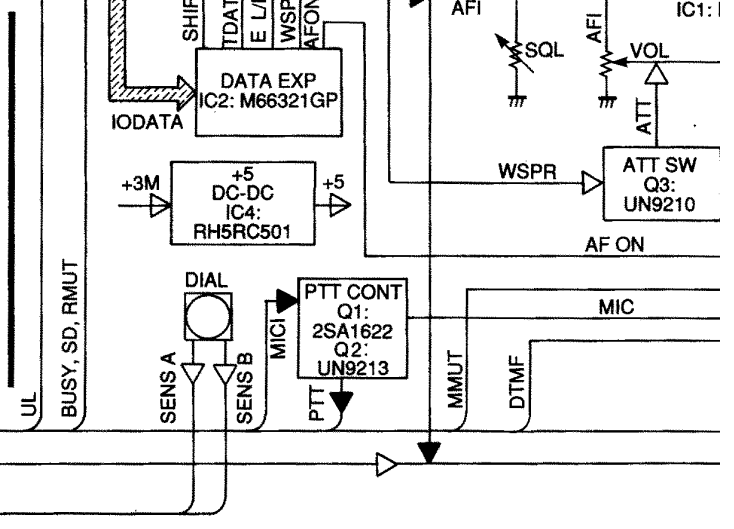 AFI
IC1:
SHIF
TDAT
E L/
WSP
AFON
SQL
AFI
VOL
DATA EXP
IC2: M66321GP
IODATA
ATT
+3M
+5
DC-DC
IC4:
RH5RC501
+5
WSPR
ATT SW
Q3:
UN9210
AF ON
DIAL
PTT CONT
Q1:
2SA1622
Q2:
UN9213
MICI
MIC
UL
BUSY, SD, RMUT
SENS A
SENS B
PTT
MMUT
DTMF